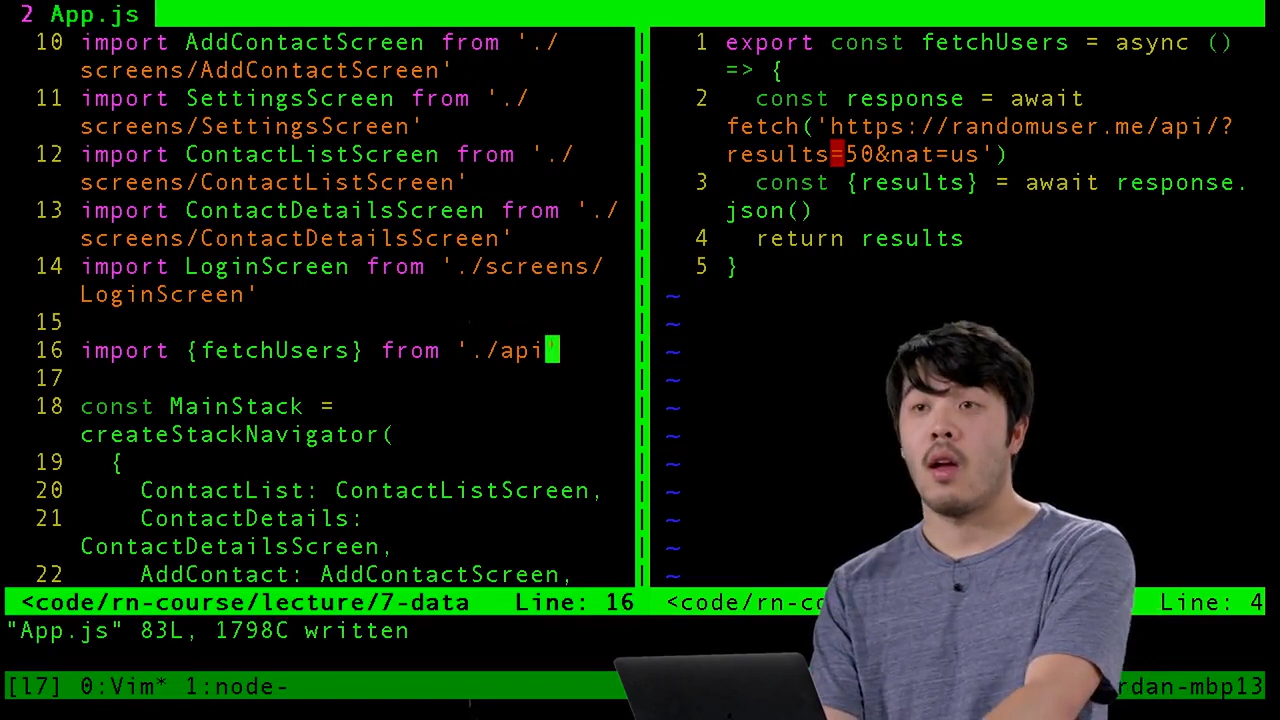 2 App.js
10 import AddContactScreen from './
screens/AddContactScreen'
11 import SettingsScreen from './
screens/SettingsScreen'
12 import ContactListScreen from './
screens/ContactListScreen'
13 import ContactDetailsScreen from './
screens/ContactDetailsScreen'
14 import LoginScreen from './screens/
LoginScreen'
15
16 import {fetchUsers} from './api'
17
18 const MainStack =
createStackNavigator(
19 {
20 ContactList: ContactListScreen,
21 ContactDetails:
ContactDetailsScreen,
22 AddContact: AddContactScreen,
<code/rn-course/lecture/7-data Line: 16
"App.js" 83L, 1798C written
[l7] 0:Vim* 1:node-
1 export const fetchUsers = async ()
=> {
2 const response = await
fetch('https://randomuser.me/api/?
results=50&nat=us')
3 const {results} = await response.
json()
4 return results
5 }
~
~
~
~
~
~
~
~
~
~
~
<code/rn-co Line: 4
rdan-mbp13